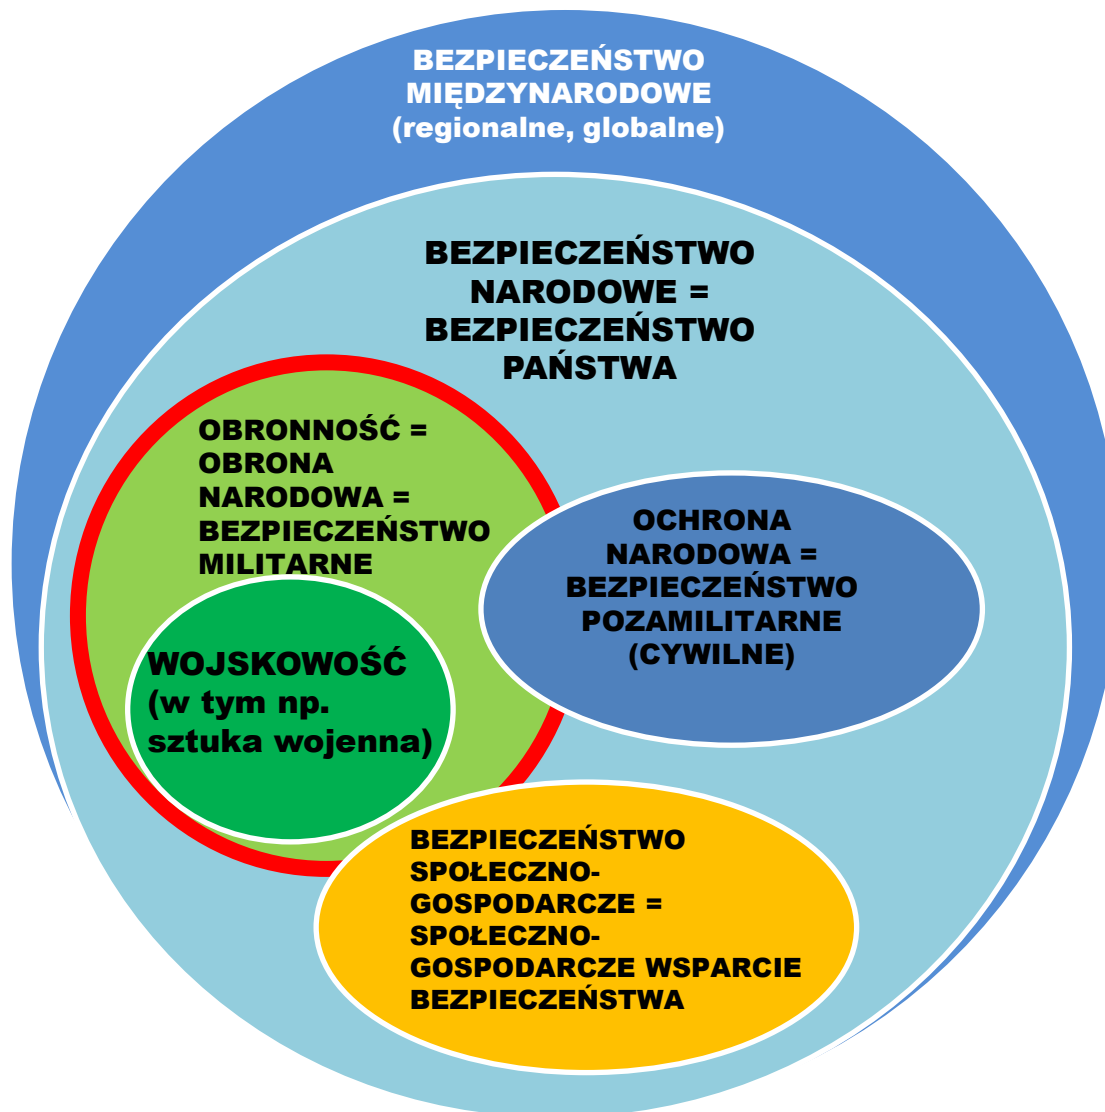 BEZPIECZEŃSTWO
MIĘDZYNARODOWE
(regionalne, globalne)
BEZPIECZEŃSTWO
NARODOWE =
BEZPIECZEŃSTWO
PAŃSTWA
OBRONNOŚĆ =
OBRONA
NARODOWA =
BEZPIECZEŃSTWO
MILITARNE
OCHRONA
NARODOWA =
BEZPIECZEŃSTWO
POZAMILITARNE
(CYWILNE)
WOJSKOWOŚĆ
(w tym np.
sztuka wojenna)
BEZPIECZEŃSTWO
SPOŁECZNO-
GOSPODARCZE =
SPOŁECZNO-
GOSPODARCZE WSPARCIE
BEZPIECZEŃSTWA